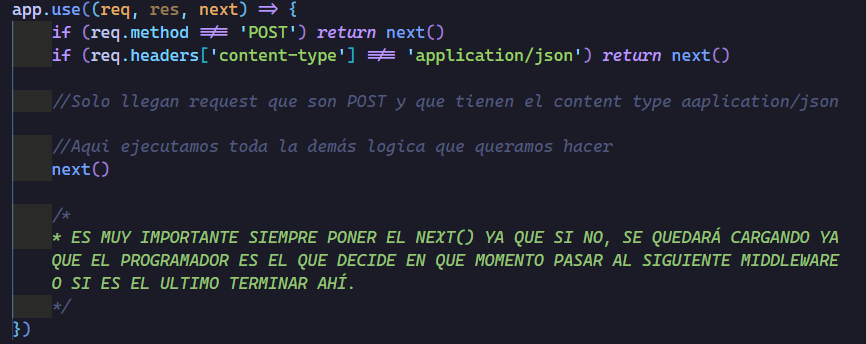 app.use((req, res, next) => {
if (req.method !== 'POST') return next()
if (req.headers['content-type'] !== 'application/json') return next()
//Solo llegan request que son POST y que tienen el content type aaplication/json
//Aqui ejecutamos toda la demás logica que queramos hacer
next()
/*
* ES MUY IMPORTANTE SIEMPRE PONER EL NEXT() YA QUE SI NO, SE QUEDARÁ CARGANDO YA
QUE EL PROGRAMADOR ES EL QUE DECIDE EN QUE MOMENTO PASAR AL SIGUIENTE MIDDLEWARE
O SI ES EL ULTIMO TERMINAR AHÍ.
*/
})